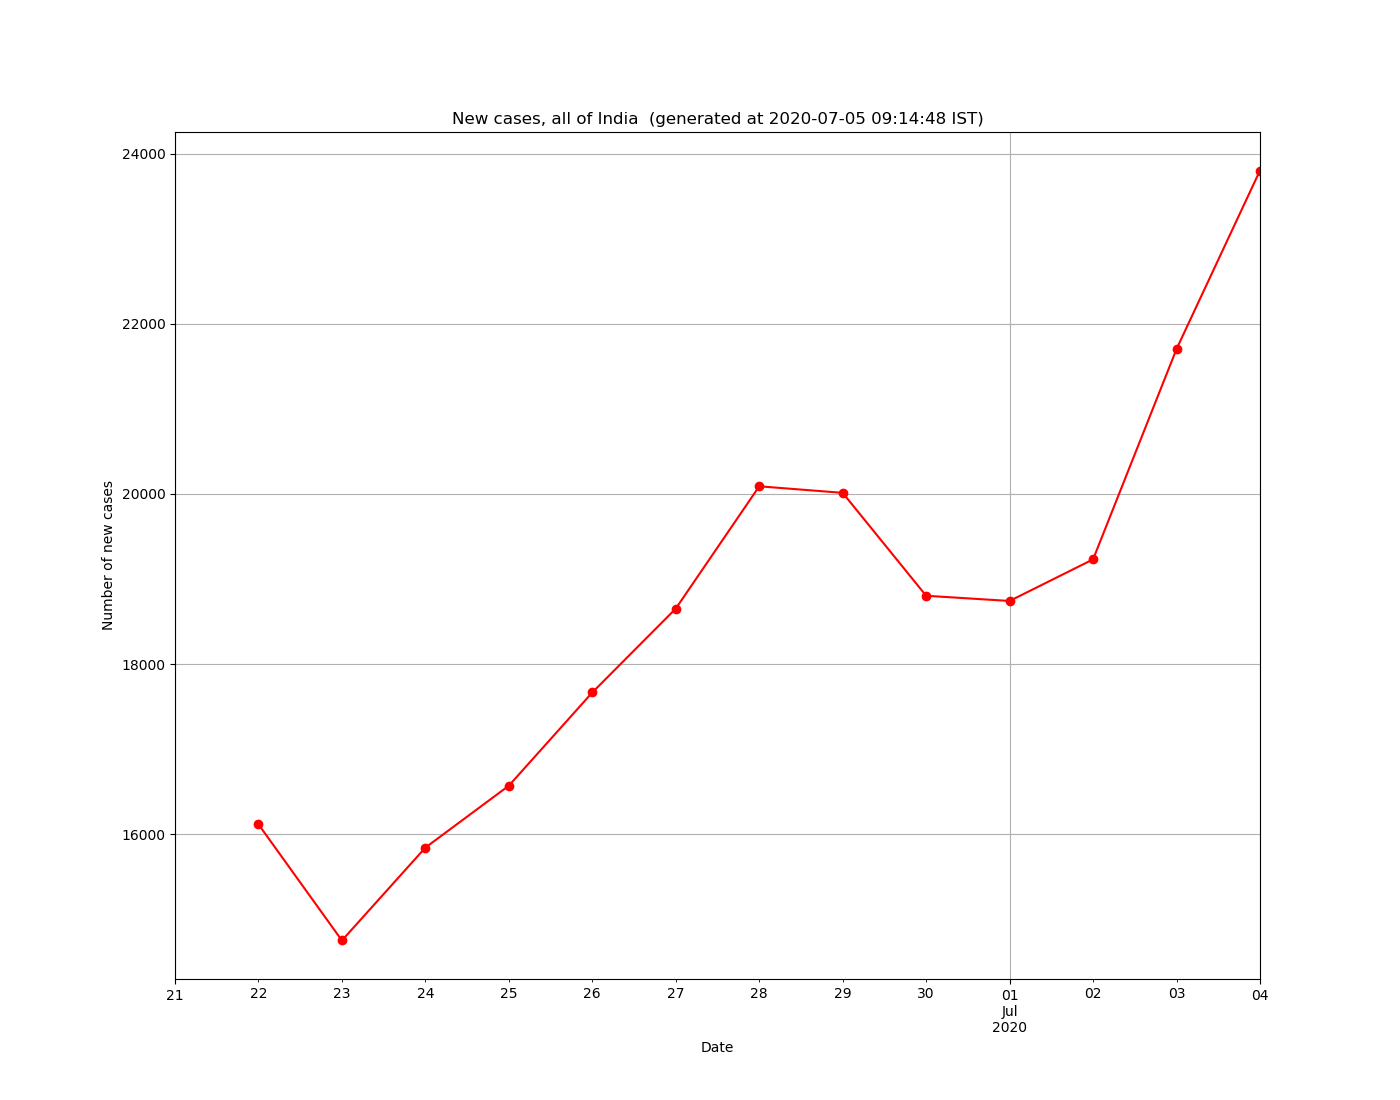 New cases, all of India  (generated at 2020-07-05 09:14:48 IST)
24000
22000
20000
18000
16000
Number of new cases
21 22 23 24 25 26 27 28 29 30 01 02 03 04
Jul
2020
Date